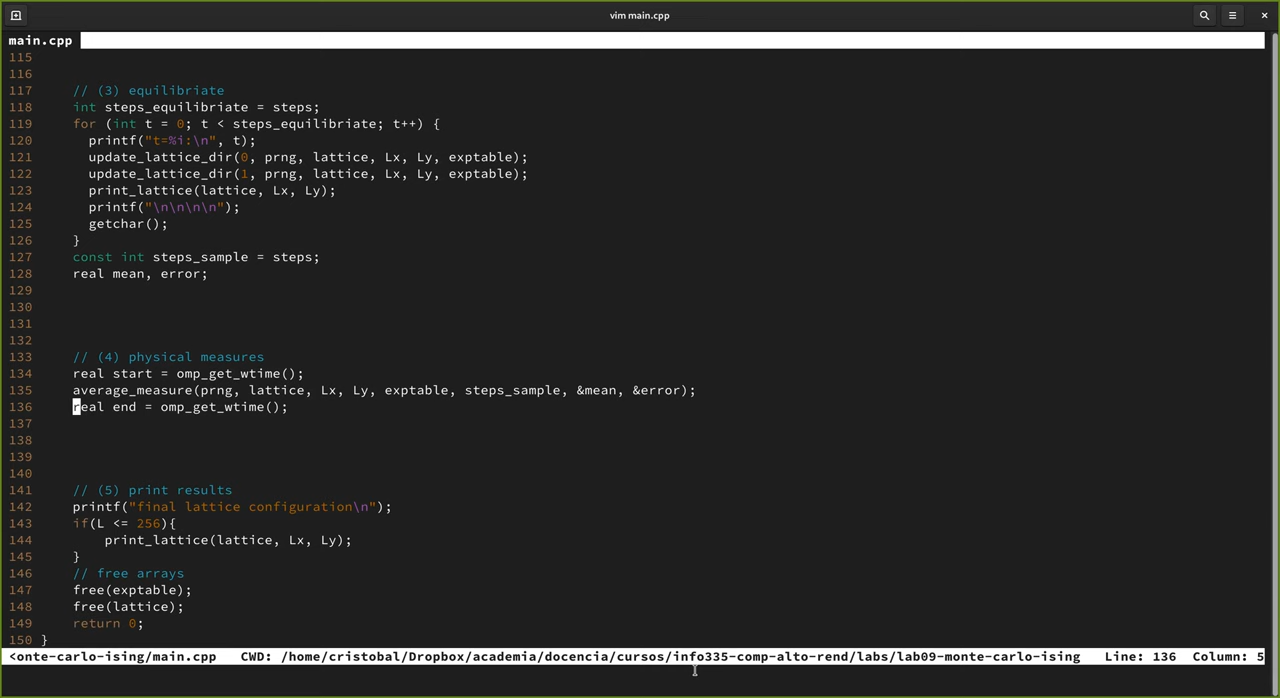 vim main.cpp
main.cpp
115
116
117     // (3) equilibriate
118     int steps_equilibriate = steps;
119     for (int t = 0; t < steps_equilibriate; t++) {
120       printf("t=%i:\n", t);
121       update_lattice_dir(0, prng, lattice, Lx, Ly, exptable);
122       update_lattice_dir(1, prng, lattice, Lx, Ly, exptable);
123       print_lattice(lattice, Lx, Ly);
124       printf("\n\n\n\n");
125       getchar();
126     }
127     const int steps_sample = steps;
128     real mean, error;
129
130
131
132
133     // (4) physical measures
134     real start = omp_get_wtime();
135     average_measure(prng, lattice, Lx, Ly, exptable, steps_sample, &mean, &error);
136     real end = omp_get_wtime();
137
138
139
140
141     // (5) print results
142     printf("final lattice configuration\n");
143     if(L <= 256){
144         print_lattice(lattice, Lx, Ly);
145     }
146     // free arrays
147     free(exptable);
148     free(lattice);
149     return 0;
150 }
<onte-carlo-ising/main.cpp   CWD: /home/cristobal/Dropbox/academia/docencia/cursos/info335-comp-alto-rend/labs/lab09-monte-carlo-ising   Line: 136  Column: 5